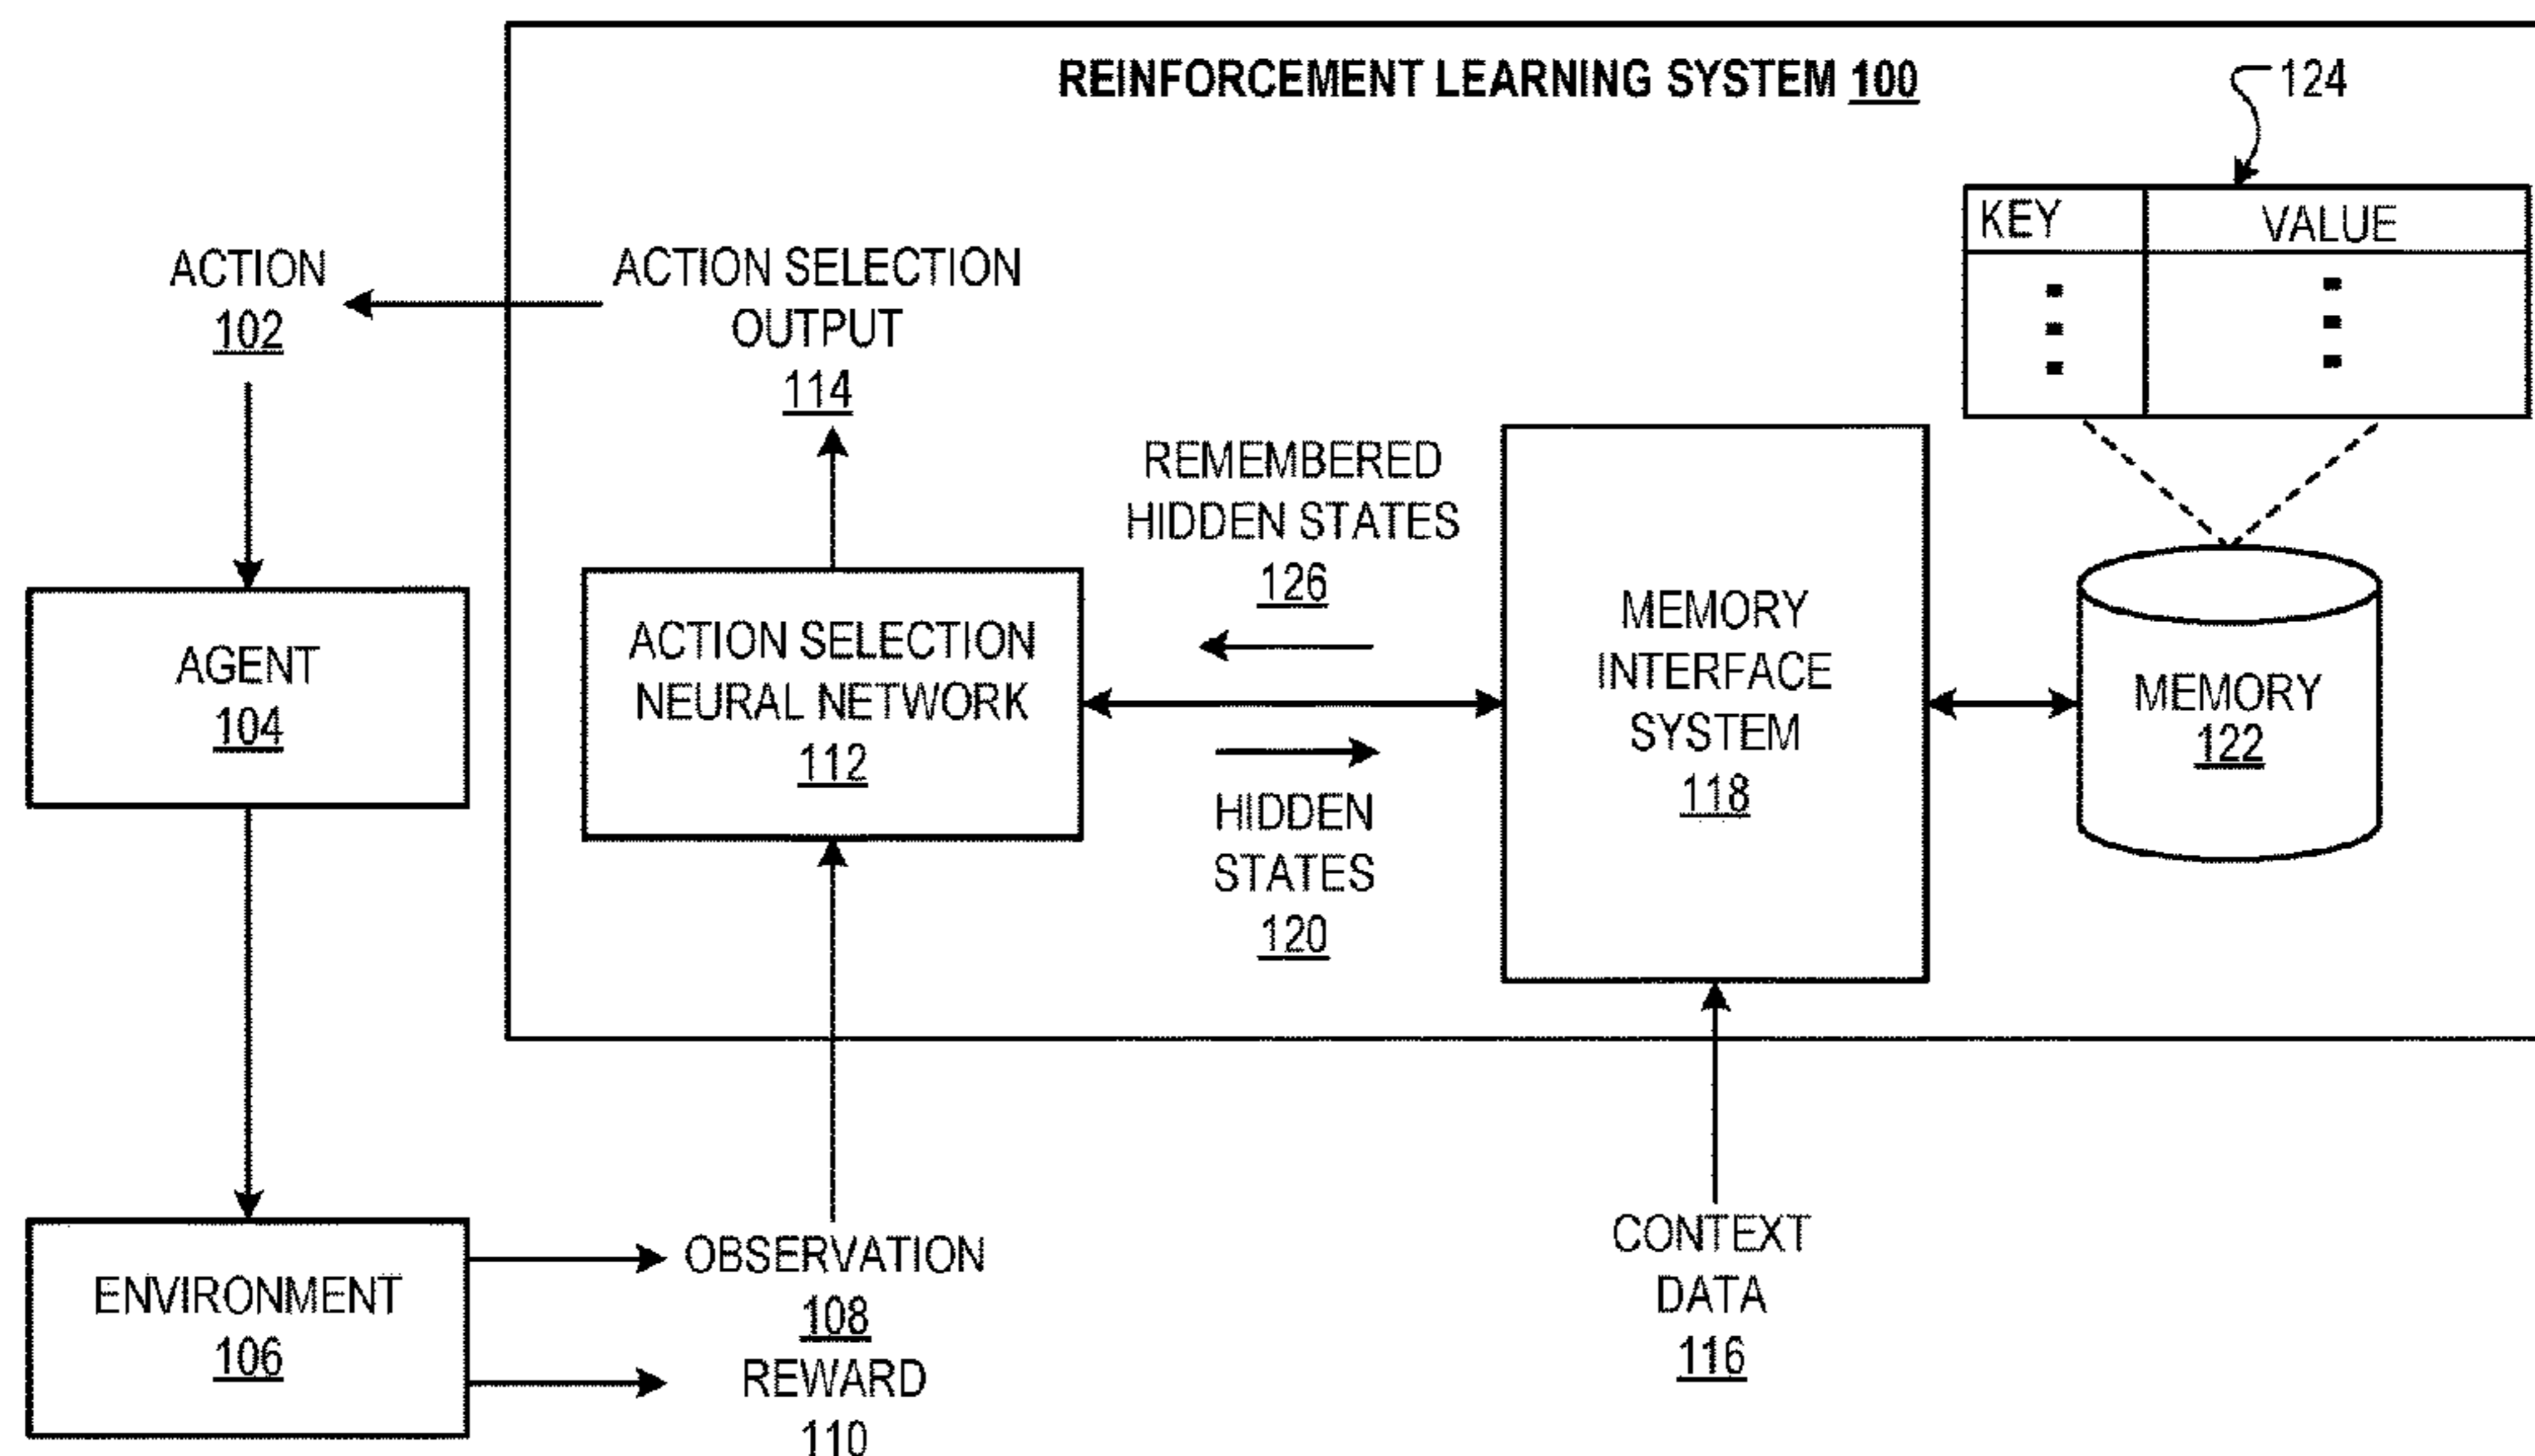 REINFORCEMENT LEARNING SYSTEM 100
124
KEY
VALUE
ACTION
102
ACTION SELECTION
OUTPUT
114
REMEMBERED
HIDDEN STATES
126
AGENT
104
ACTION SELECTION
NEURAL NETWORK
112
MEMORY
INTERFACE
SYSTEM
118
MEMORY
122
HIDDEN
STATES
120
ENVIRONMENT
106
OBSERVATION
108
REWARD
110
CONTEXT
DATA
116